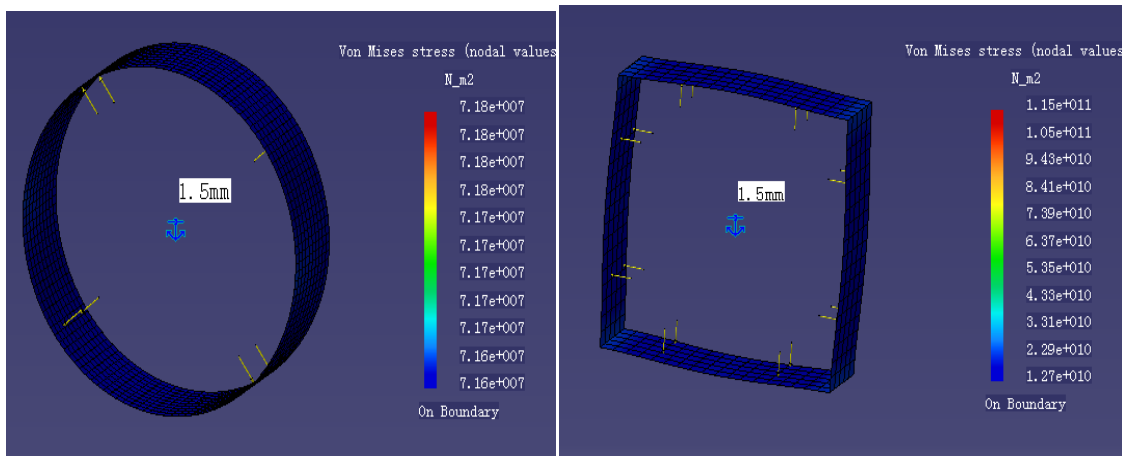 Von Mises stress (nodal values
N_m2
7.18e+007
7.18e+007
7.18e+007
7.18e+007
7.17e+007
7.17e+007
7.17e+007
7.17e+007
7.17e+007
7.16e+007
7.16e+007
On Boundary
1.5mm
Von Mises stress (nodal values
N_m2
1.15e+011
1.05e+011
9.43e+010
8.41e+010
7.39e+010
6.37e+010
5.35e+010
4.33e+010
3.31e+010
2.29e+010
1.27e+010
On Boundary
1.5mm